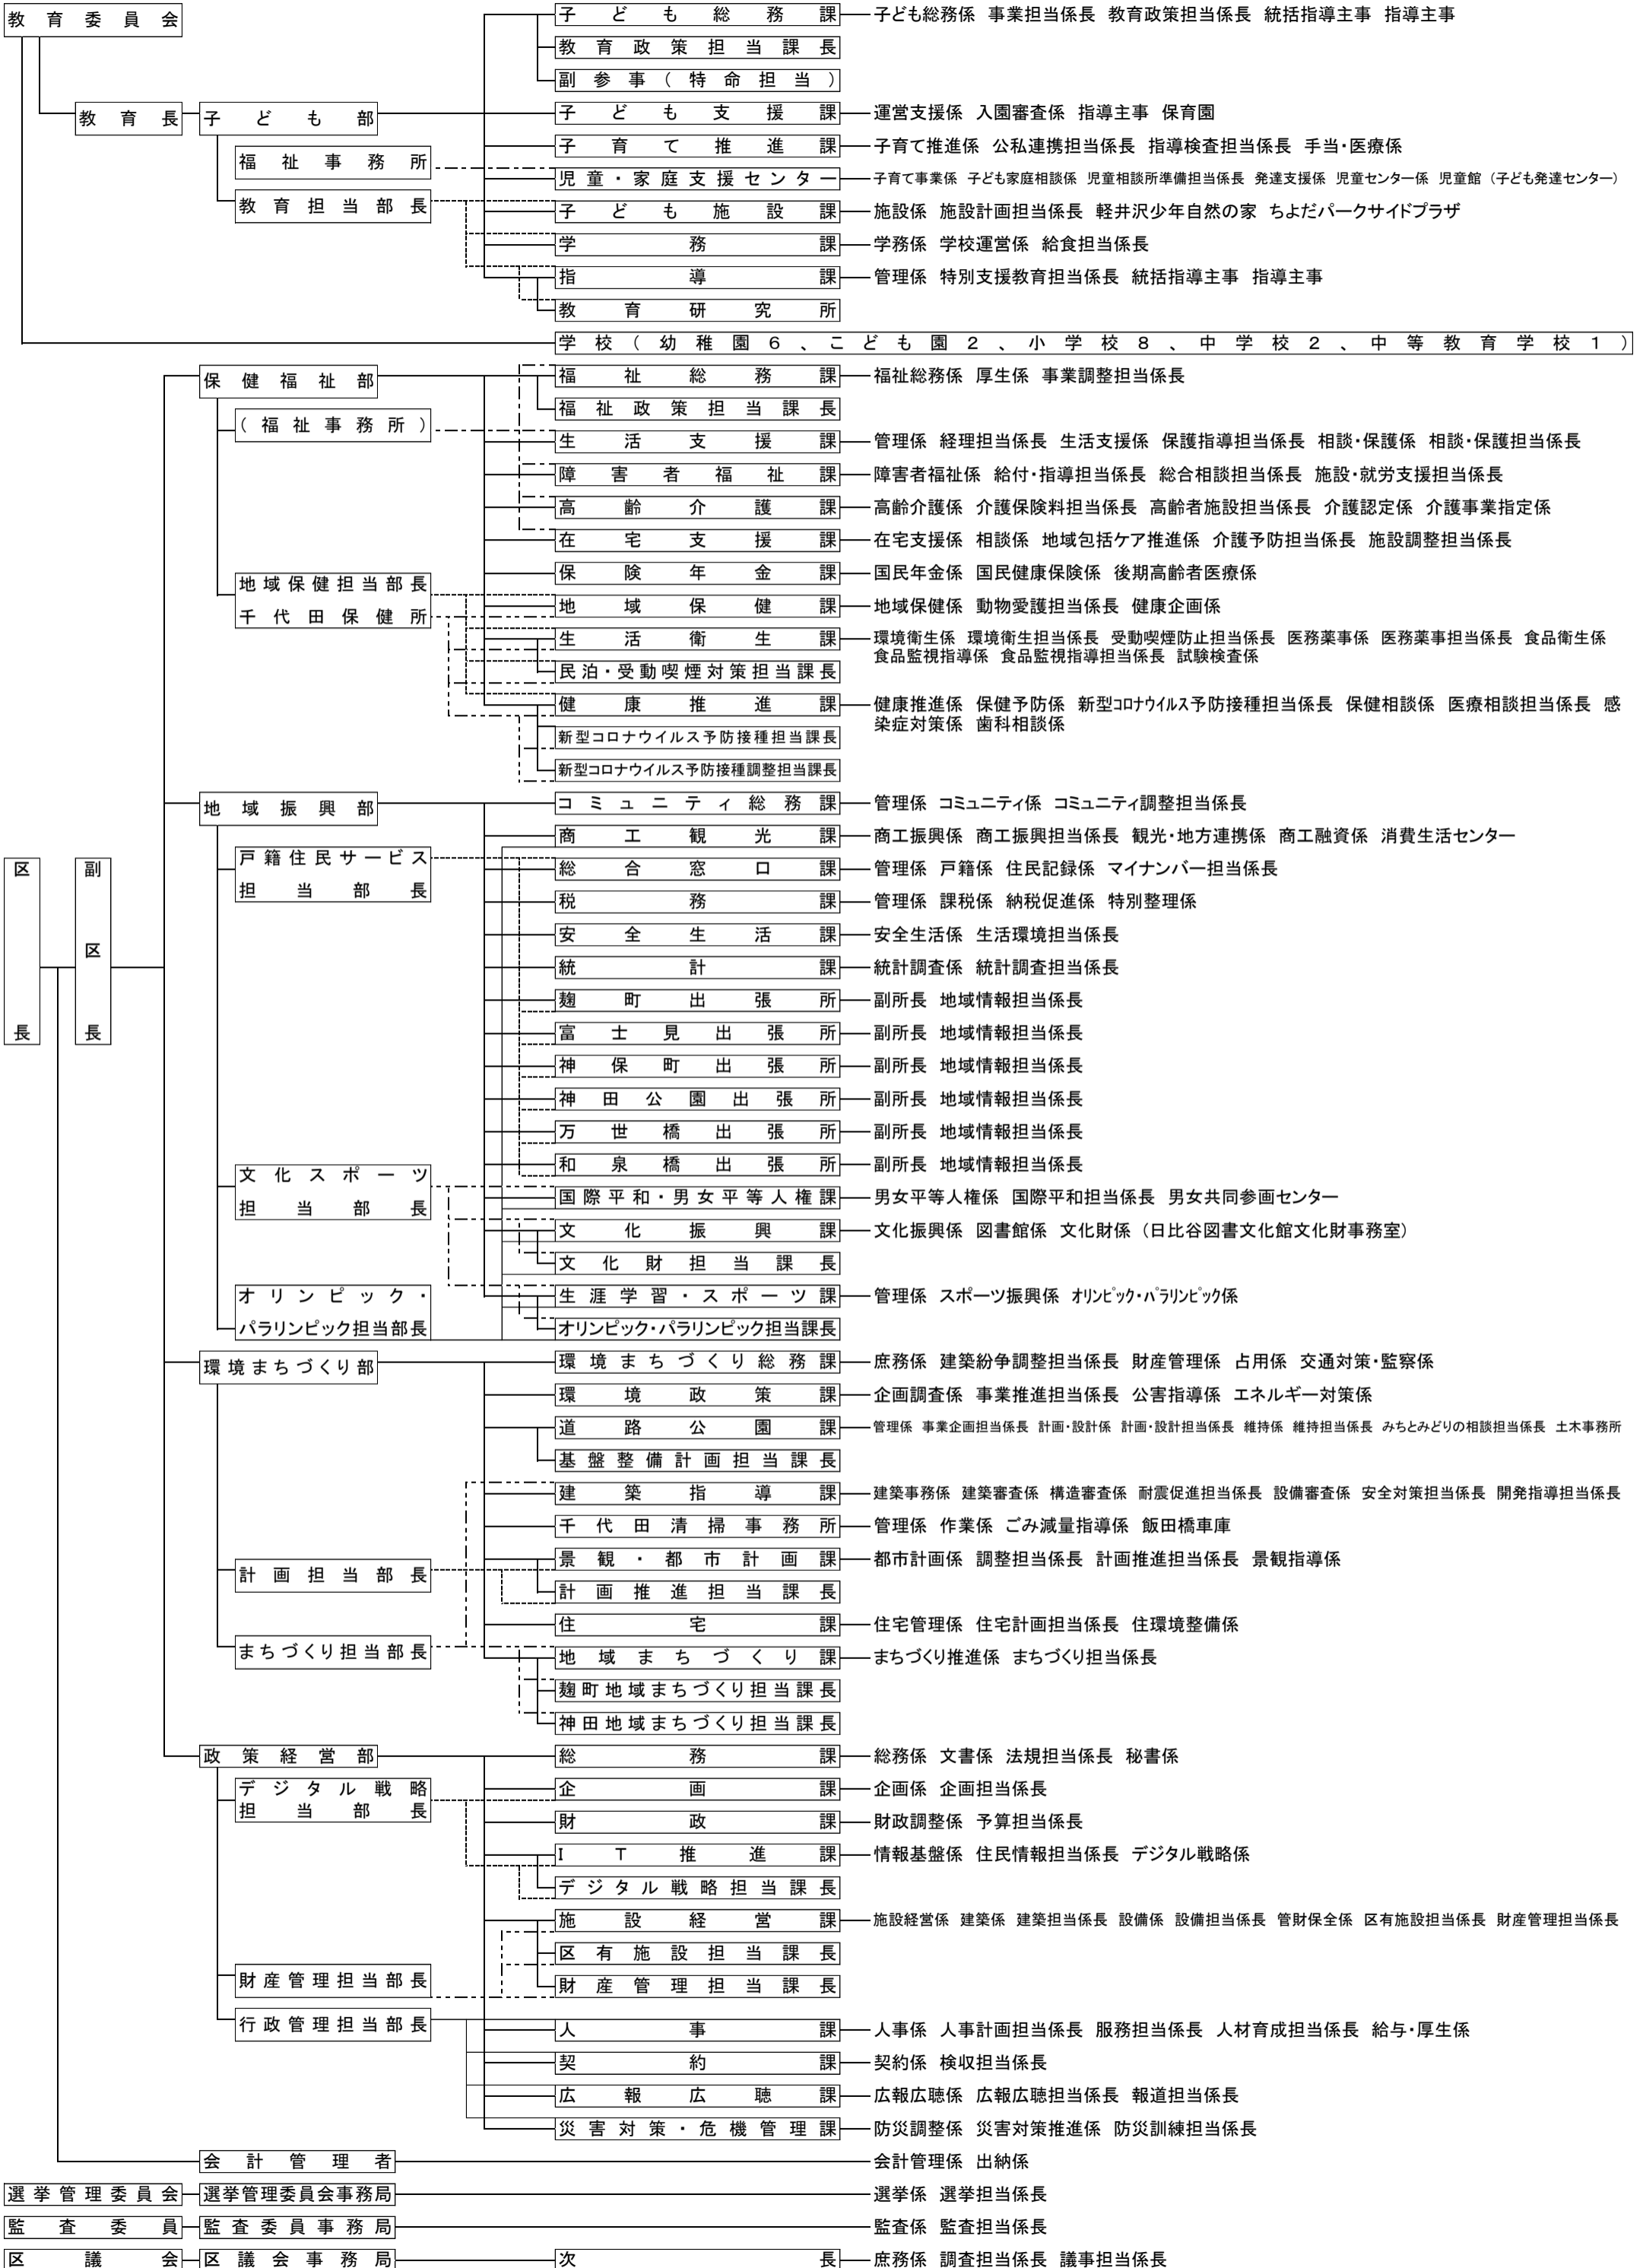 教育委員会
子ども総務課 子ども総務係 事業担当係長 教育政策担当係長 統括指導主事 指導主事
教育政策担当課長
副参事(特命担当)
教育長 子ども部 子ども支援課 運営支援係 入園審査係 指導主事 保育園
子育て推進課 子育て推進係 公私連携担当係長 指導検査担当係長 手当・医療係
福祉事務所
児童・家庭支援センター 子育て事業係 子ども家庭相談係 児童相談所準備担当係長 発達支援係 児童センター係 児童館(子ども発達センター)
教育担当部長 子ども施設課 施設係 施設計画担当係長 軽井沢少年自然の家 ちよだパークサイドプラザ
学務課 学務係 学校運営係 給食担当係長
指導課 管理係 特別支援教育担当係長 統括指導主事 指導主事
教育研究所
学校(幼稚園6、こども園2、小学校8、中学校2、中等教育学校1)
保健福祉部 福祉総務課 福祉総務係 厚生係 事業調整担当係長
福祉政策担当課長
(福祉事務所)
生活支援課 管理係 経理担当係長 生活支援係 保護指導担当係長 相談・保護係 相談・保護担当係長
障害者福祉課 障害者福祉係 給付・指導担当係長 総合相談担当係長 施設・就労支援担当係長
高齢介護課 高齢介護係 介護保険料担当係長 高齢者施設担当係長 介護認定係 介護事業指定係
在宅支援課 在宅支援係 相談係 地域包括ケア推進係 介護予防担当係長 施設調整担当係長
保険年金課 国民年金係 国民健康保険係 後期高齢者医療係
地域保健担当部長
千代田保健所
地域保健課 地域保健係 動物愛護担当係長 健康企画係
生活衛生課 環境衛生係 環境衛生担当係長 受動喫煙防止担当係長 医務薬事係 医務薬事担当係長 食品衛生係
食品監視指導係 食品監視指導担当係長 試験検査係
民泊・受動喫煙対策担当課長
健康推進課 健康推進係 保健予防係 新型コロナウイルス予防接種担当係長 保健相談係 医療相談担当係長 感
染症対策係 歯科相談係
新型コロナウイルス予防接種担当課長
新型コロナウイルス予防接種調整担当課長
地域振興部 コミュニティ総務課 管理係 コミュニティ係 コミュニティ調整担当係長
商工観光課 商工振興係 商工振興担当係長 観光・地方連携係 商工融資係 消費生活センター
区長
副区長
戸籍住民サービス
担当部長
総合窓口課 管理係 戸籍係 住民記録係 マイナンバー担当係長
税務課 管理係 課税係 納税促進係 特別整理係
安全生活課 安全生活係 生活環境担当係長
統計課 統計調査係 統計調査担当係長
麹町出張所 副所長 地域情報担当係長
富士見出張所 副所長 地域情報担当係長
神保町出張所 副所長 地域情報担当係長
神田公園出張所 副所長 地域情報担当係長
万世橋出張所 副所長 地域情報担当係長
和泉橋出張所 副所長 地域情報担当係長
文化スポーツ
担当部長
国際平和・男女平等人権課 男女平等人権係 国際平和担当係長 男女共同参画センター
文化振興課 文化振興係 図書館係 文化財係(日比谷図書文化館文化財事務室)
文化財担当課長
オリンピック・
パラリンピック担当部長
生涯学習・スポーツ課 管理係 スポーツ振興係 オリンピック・パラリンピック係
オリンピック・パラリンピック担当課長
環境まちづくり部 環境まちづくり総務課 庶務係 建築紛争調整担当係長 財産管理係 占用係 交通対策・監察係
環境政策課 企画調査係 事業推進担当係長 公害指導係 エネルギー対策係
道路公園課 管理係 事業企画担当係長 計画・設計係 計画・設計担当係長 維持係 維持担当係長 みちとみどりの相談担当係長 土木事務所
基盤整備計画担当課長
建築指導課 建築事務係 建築審査係 構造審査係 耐震促進担当係長 設備審査係 安全対策担当係長 開発指導担当係長
千代田清掃事務所 管理係 作業係 ごみ減量指導係 飯田橋車庫
計画担当部長
景観・都市計画課 都市計画係 調整担当係長 計画推進担当係長 景観指導係
計画推進担当課長
住宅課 住宅管理係 住宅計画担当係長 住環境整備係
まちづくり担当部長 地域まちづくり課 まちづくり推進係 まちづくり担当係長
麹町地域まちづくり担当課長
神田地域まちづくり担当課長
政策経営部 総務課 総務係 文書係 法規担当係長 秘書係
デジタル戦略
担当部長
企画課 企画係 企画担当係長
財政課 財政調整係 予算担当係長
IT推進課 情報基盤係 住民情報担当係長 デジタル戦略係
デジタル戦略担当課長
施設経営課 施設経営係 建築係 建築担当係長 設備係 設備担当係長 管財保全係 区有施設担当係長 財産管理担当係長
区有施設担当課長
財産管理担当部長 財産管理担当課長
行政管理担当部長 人事課 人事係 人事計画担当係長 服務担当係長 人材育成担当係長 給与・厚生係
契約課 契約係 検収担当係長
広報広聴課 広報広聴係 広報広聴担当係長 報道担当係長
災害対策・危機管理課 防災調整係 災害対策推進係 防災訓練担当係長
会計管理者 会計管理係 出納係
選挙管理委員会 選挙管理委員会事務局 選挙係 選挙担当係長
監査委員 監査委員事務局 監査係 監査担当係長
区議会 区議会事務局 次長 庶務係 調査担当係長 議事担当係長